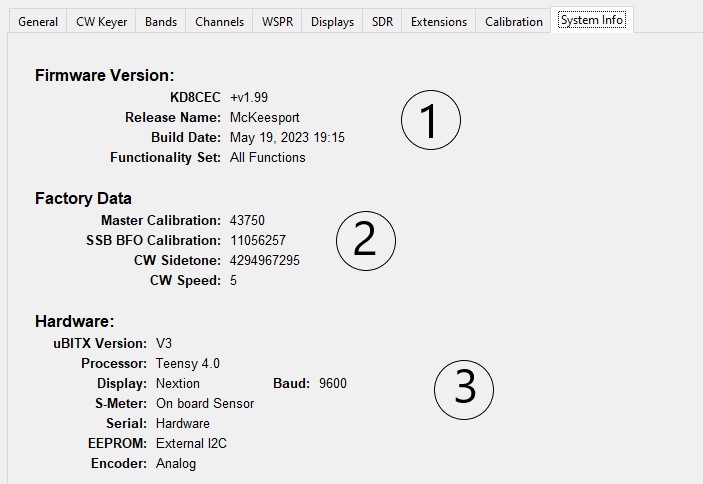 General CW Keyer Bands Channels WSPR Displays SDR Extensions Calibration System Info
Firmware Version:
KD8CEC +v1.99
Release Name: McKeesport
Build Date: May 19, 2023 19:15
Functionality Set: All Functions
1
Factory Data
Master Calibration: 43750
SSB BFO Calibration: 11056257
CW Sidetone: 4294967295
CW Speed: 5
2
Hardware:
uBITX Version: V3
Processor: Teensy 4.0
Display: Nextion Baud: 9600
S-Meter: On board Sensor
Serial: Hardware
EEPROM: External I2C
Encoder: Analog
3